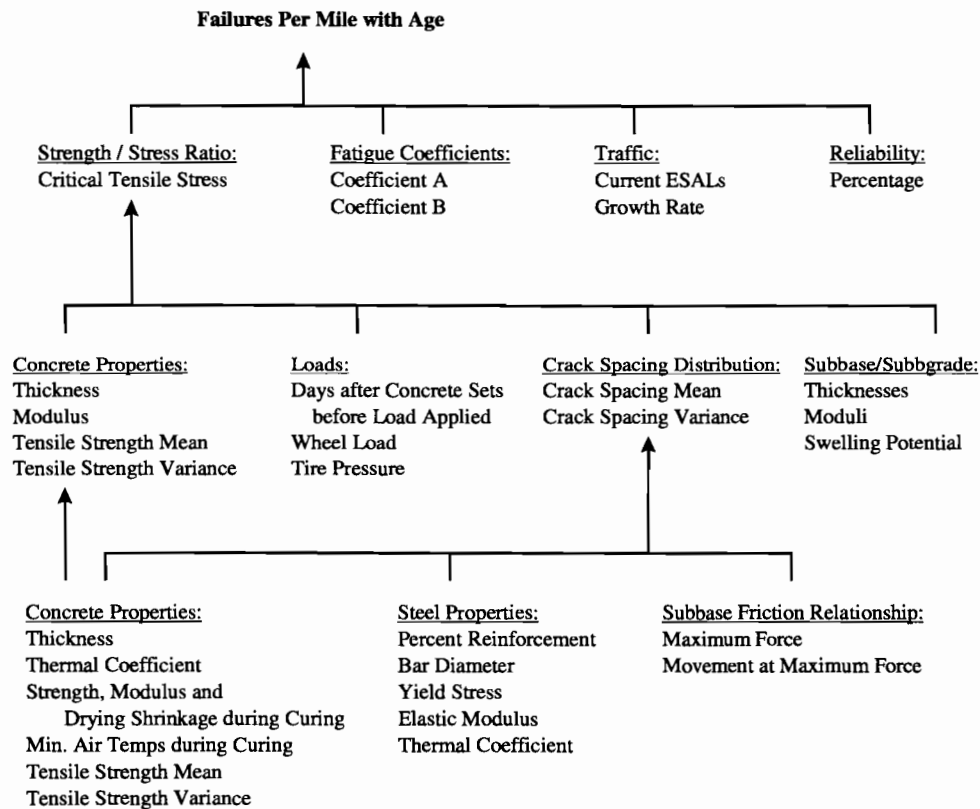 Failures Per Mile with Age
Strength / Stress Ratio:
Critical Tensile Stress
Fatigue Coefficients:
Coefficient A
Coefficient B
Traffic:
Current ESALs
Growth Rate
Reliability:
Percentage
Concrete Properties:
Thickness
Modulus
Tensile Strength Mean
Tensile Strength Variance
Loads:
Days after Concrete Sets
before Load Applied
Wheel Load
Tire Pressure
Crack Spacing Distribution:
Crack Spacing Mean
Crack Spacing Variance
Subbase/Subbgrade:
Thicknesses
Moduli
Swelling Potential
Concrete Properties:
Thickness
Thermal Coefficient
Strength, Modulus and
Drying Shrinkage during Curing
Min. Air Temps during Curing
Tensile Strength Mean
Tensile Strength Variance
Steel Properties:
Percent Reinforcement
Bar Diameter
Yield Stress
Elastic Modulus
Thermal Coefficient
Subbase Friction Relationship:
Maximum Force
Movement at Maximum Force